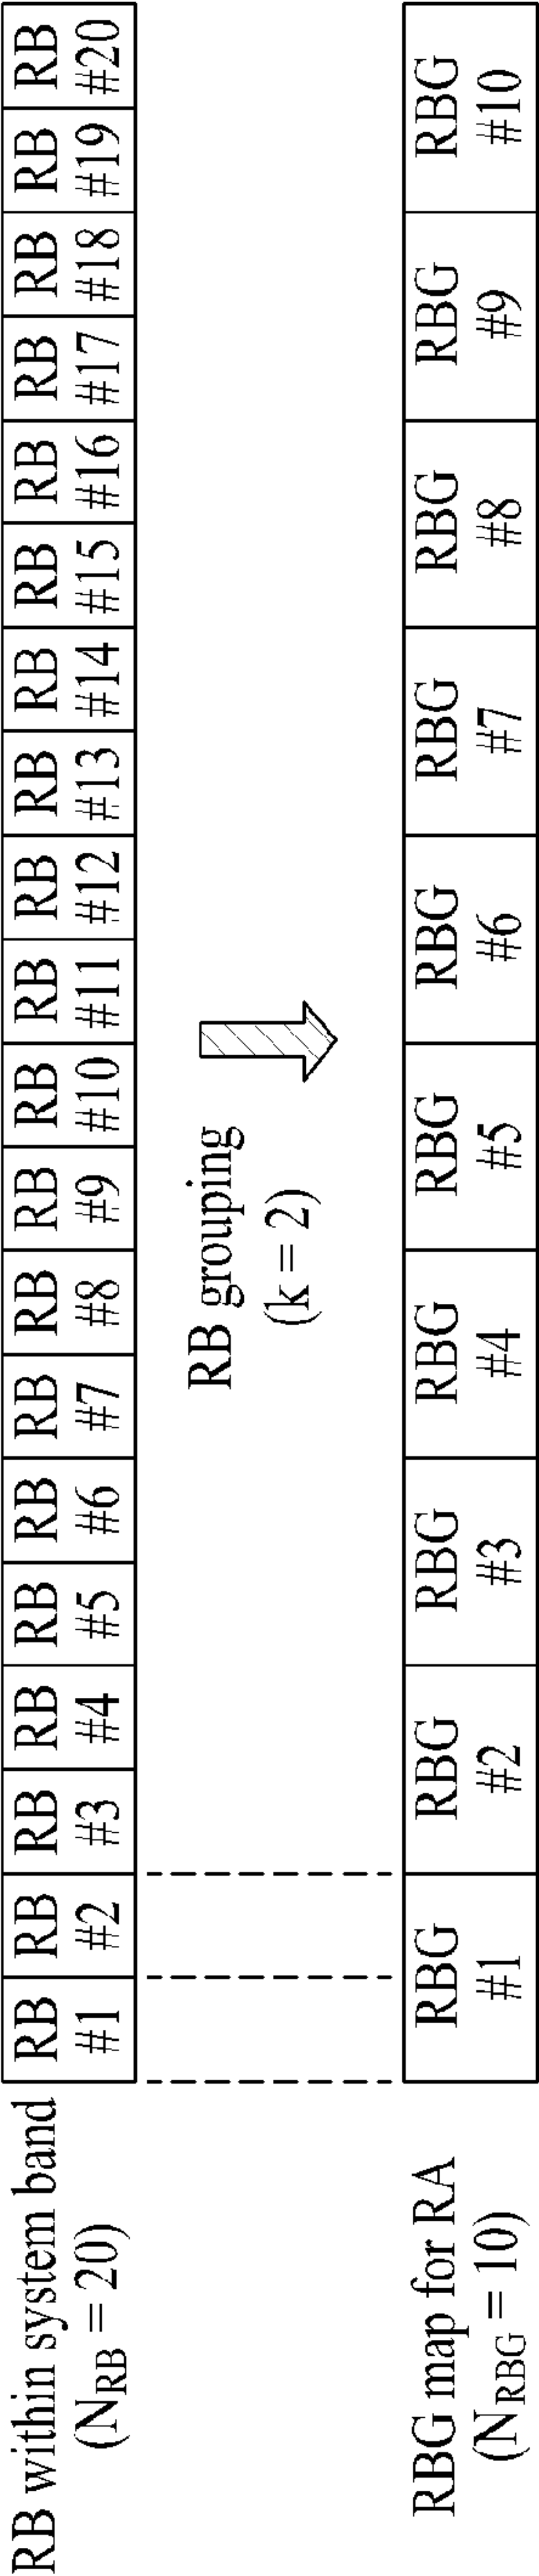 RB within system band
(NRB = 20)
RB
#1
RB
#2
RB
#3
RB
#4
RB
#5
RB
#6
RB
#7
RB
#8
RB
#9
RB
#10
RB
#11
RB
#12
RB
#13
RB
#14
RB
#15
RB
#16
RB
#17
RB
#18
RB
#19
RB
#20
RB grouping
(k = 2)
RBG map for RA
(NRBG = 10)
RBG
#1
RBG
#2
RBG
#3
RBG
#4
RBG
#5
RBG
#6
RBG
#7
RBG
#8
RBG
#9
RBG
#10